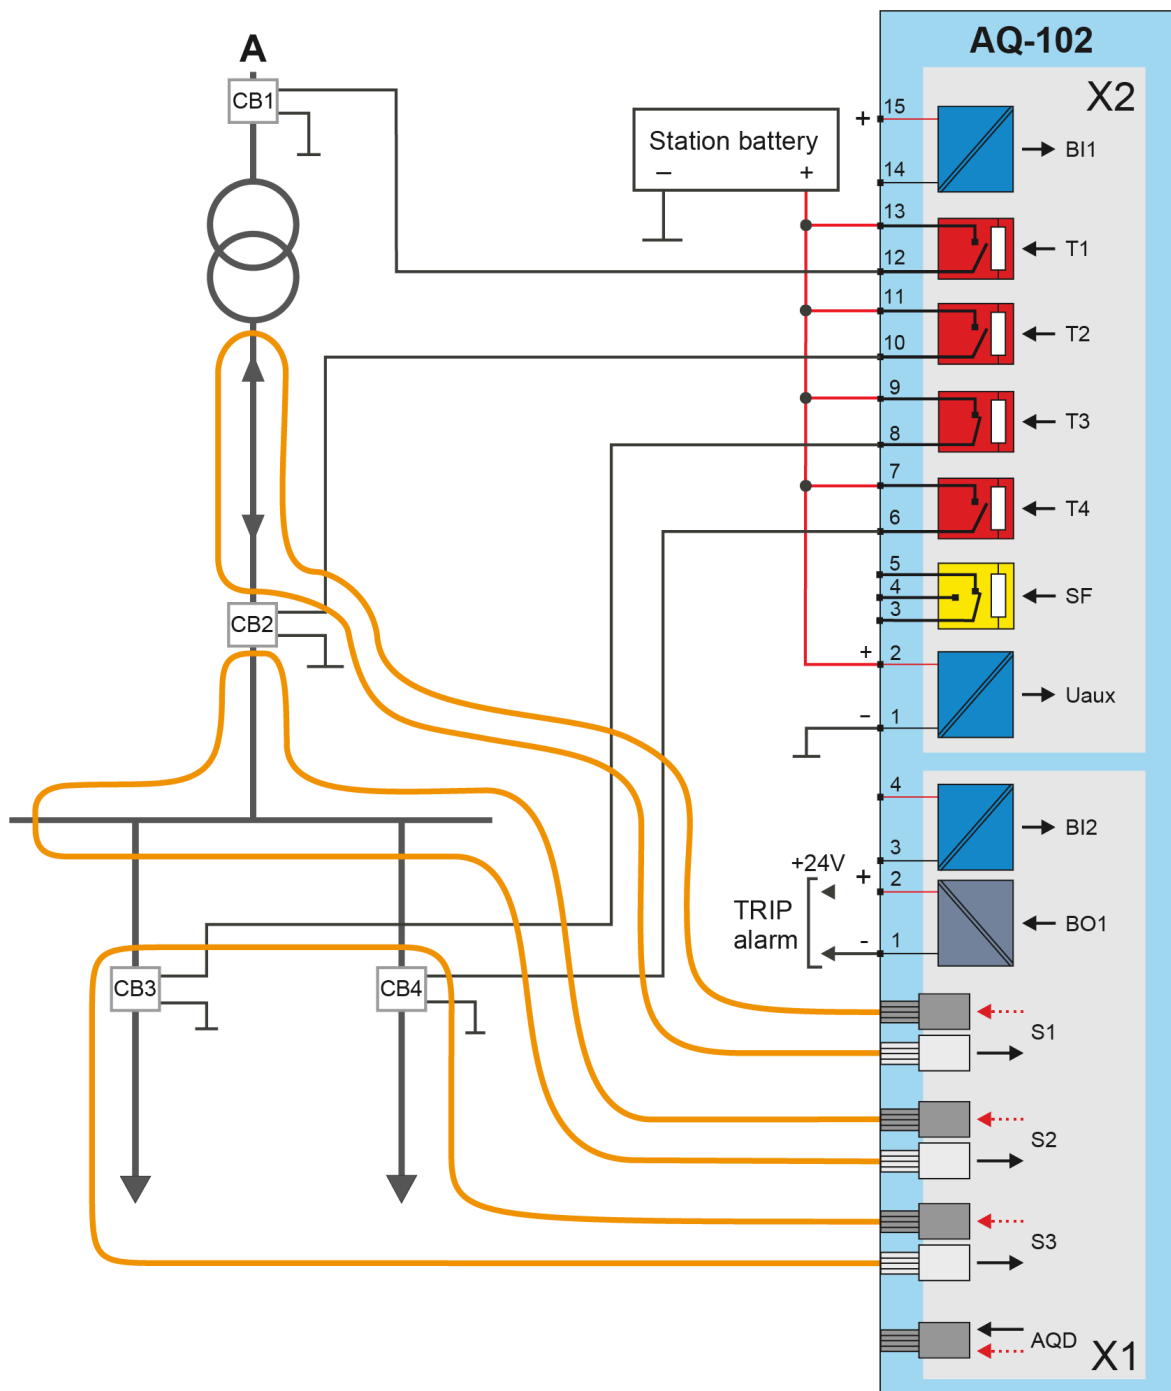 AQ-102
A
X2
CB1
15
+
Station battery
BI1
− +
14
13
T1
12
11
T2
10
9
T3
8
7
T4
6
5
4
SF
3
CB2
+ 2
Uaux
− 1
4
BI2
3
+24V
+ 2
TRIP
alarm
BO1
- 1
CB3
CB4
S1
S2
S3
AQD
X1